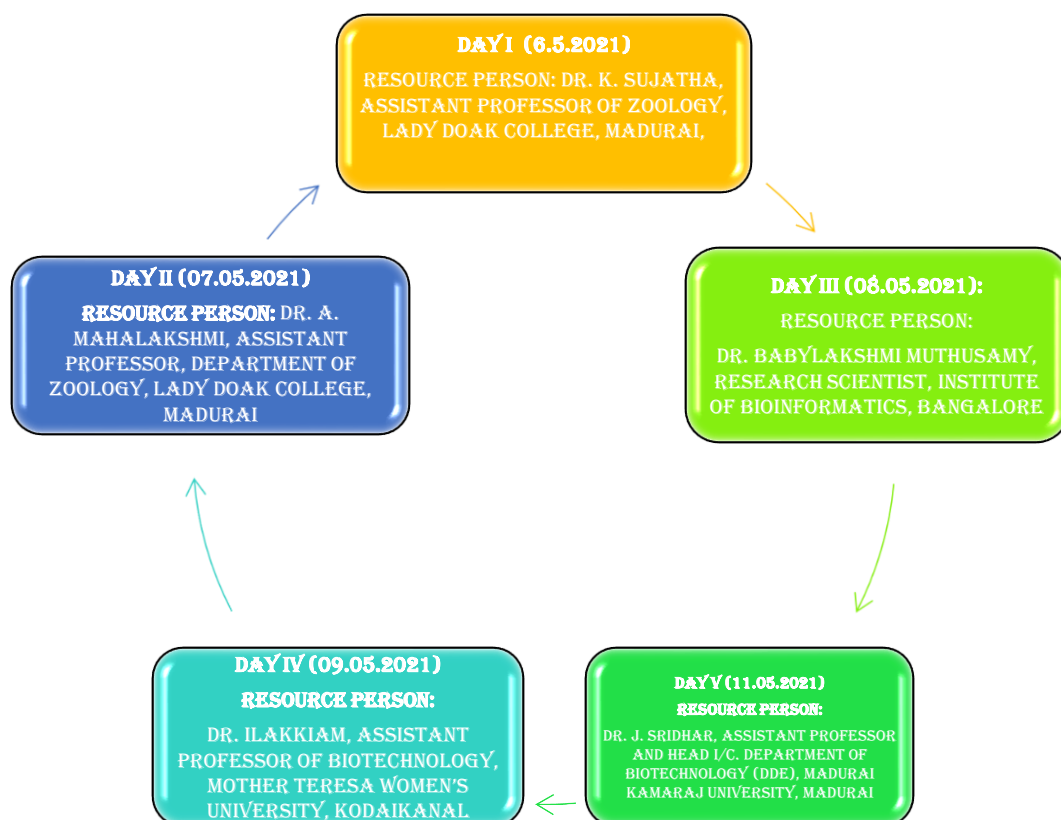 DAY I (6.5.2021)
RESOURCE PERSON: DR. K. SUJATHA,
ASSISTANT PROFESSOR OF ZOOLOGY,
LADY DOAK COLLEGE, MADURAI,
DAY III (08.05.2021):
RESOURCE PERSON:
DR. BABYLAKSHMI MUTHUSAMY,
RESEARCH SCIENTIST, INSTITUTE
OF BIOINFORMATICS, BANGALORE
DAY V (11.05.2021)
RESOURCE PERSON:
DR. J. SRIDHAR, ASSISTANT PROFESSOR
AND HEAD I/C. DEPARTMENT OF
BIOTECHNOLOGY (DDE), MADURAI
KAMARAJ UNIVERSITY, MADURAI
DAY IV (09.05.2021)
RESOURCE PERSON:
DR. ILAKKIAM, ASSISTANT
PROFESSOR OF BIOTECHNOLOGY,
MOTHER TERESA WOMEN'S
UNIVERSITY, KODAIKANAL
DAY II (07.05.2021)
RESOURCE PERSON: DR. A.
MAHALAKSHMI, ASSISTANT
PROFESSOR, DEPARTMENT OF
ZOOLOGY, LADY DOAK COLLEGE,
MADURAI